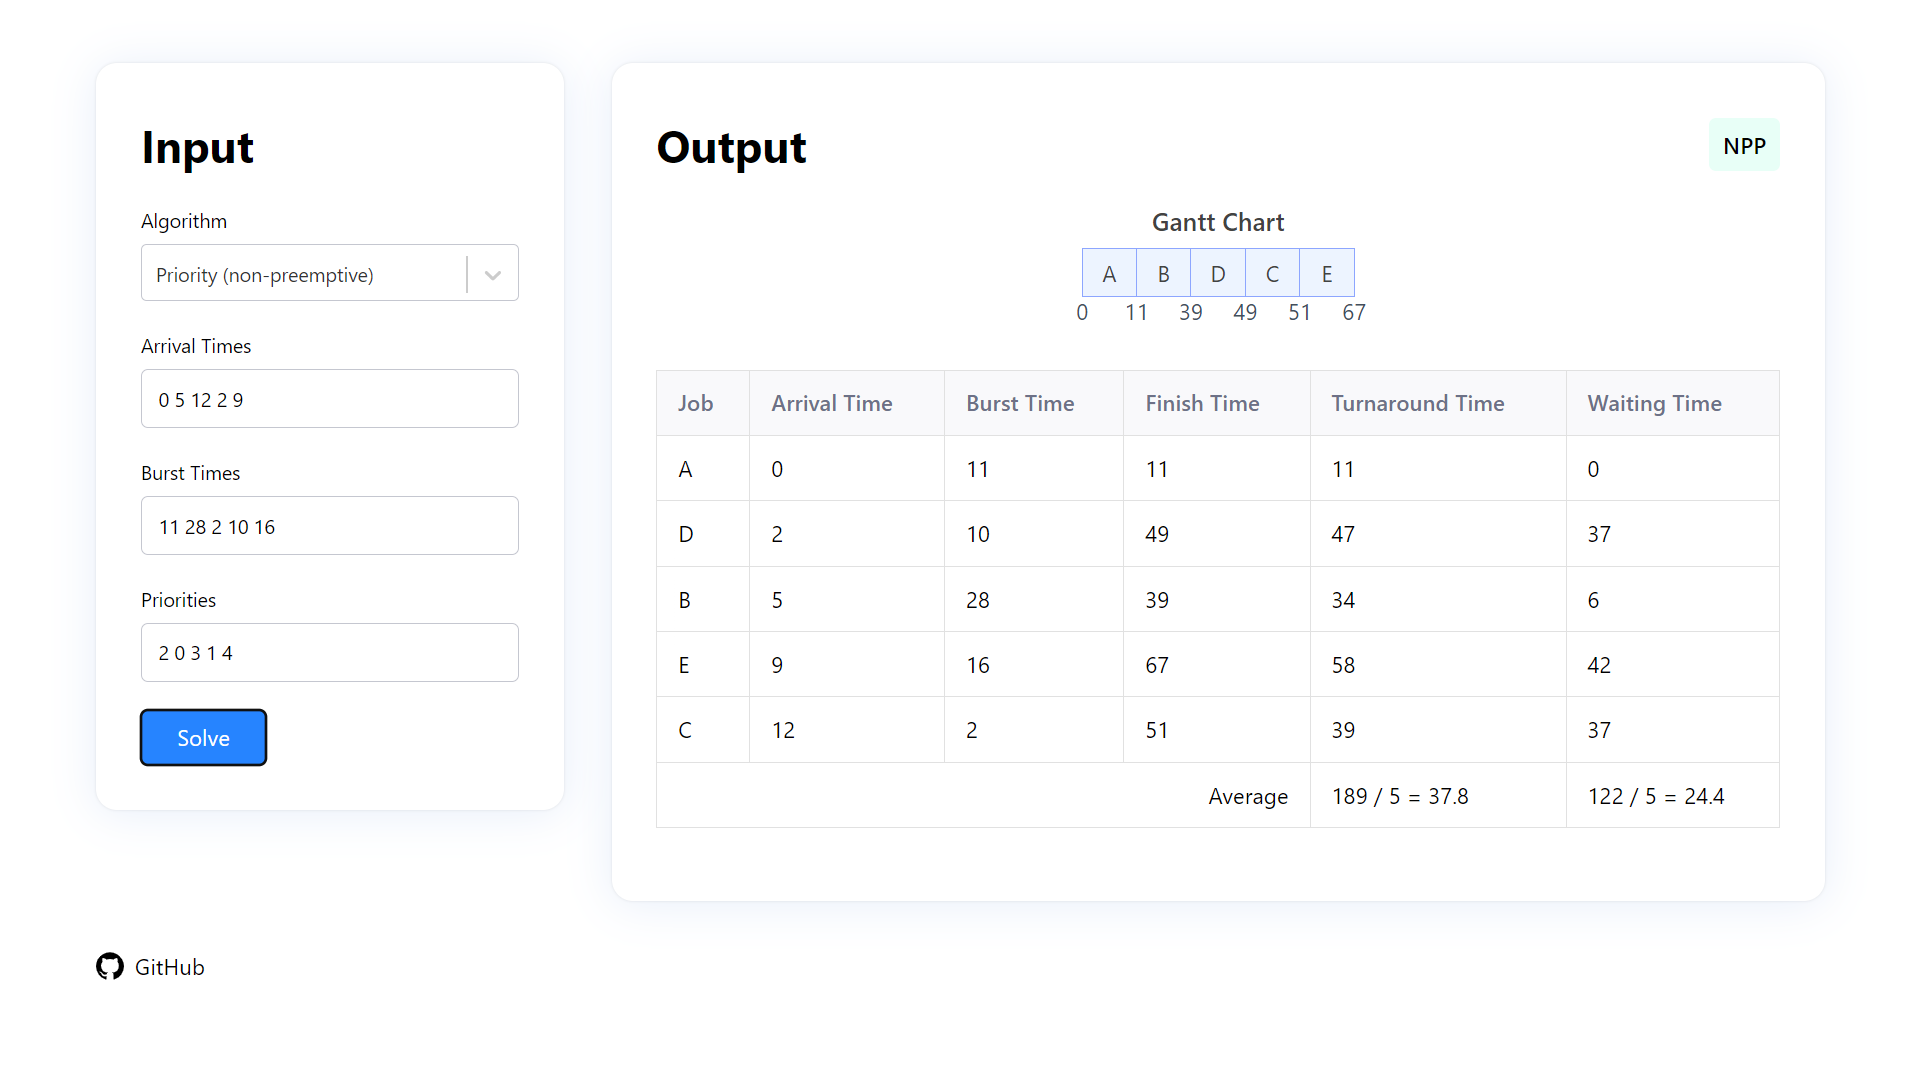 Input
Algorithm
Priority (non-preemptive)
Arrival Times
0 5 12 2 9
Burst Times
11 28 2 10 16
Priorities
2 0 3 1 4
Solve
Output
NPP
Gantt Chart
A B D C E
0 11 39 49 51 67
Job Arrival Time Burst Time Finish Time Turnaround Time Waiting Time
A 0 11 11 11 0
D 2 10 49 47 37
B 5 28 39 34 6
E 9 16 67 58 42
C 12 2 51 39 37
Average 189 / 5 = 37.8 122 / 5 = 24.4
GitHub